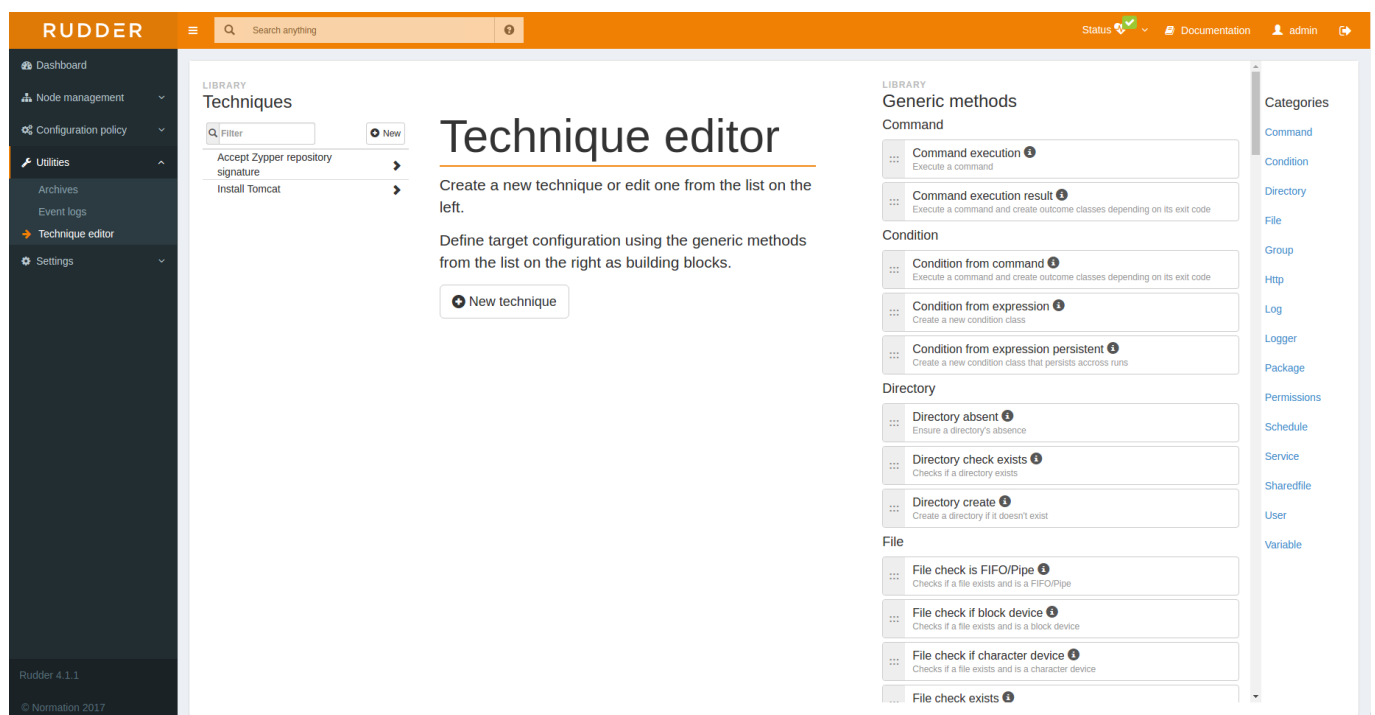 RUDDER
Search anything
Status
Documentation
admin
Dashboard
Node management
Configuration policy
Utilities
Archives
Event logs
Technique editor
Settings
Rudder 4.1.1
© Normation 2017
LIBRARY
Techniques
Filter
New
Accept Zypper repository
signature
Install Tomcat
Technique editor
Create a new technique or edit one from the list on the
left.
Define target configuration using the generic methods
from the list on the right as building blocks.
New technique
LIBRARY
Generic methods
Command
Command execution
Execute a command
Command execution result
Execute a command and create outcome classes depending on its exit code
Condition
Condition from command
Execute a command and create outcome classes depending on its exit code
Condition from expression
Create a new condition class
Condition from expression persistent
Create a new condition class that persists accross runs
Directory
Directory absent
Ensure a directory's absence
Directory check exists
Checks if a directory exists
Directory create
Create a directory if it doesn't exist
File
File check is FIFO/Pipe
Checks if a file exists and is a FIFO/Pipe
File check if block device
Checks if a file exists and is a block device
File check if character device
Checks if a file exists and is a character device
File check exists
Categories
Command
Condition
Directory
File
Group
Http
Log
Logger
Package
Permissions
Schedule
Service
Sharedfile
User
Variable